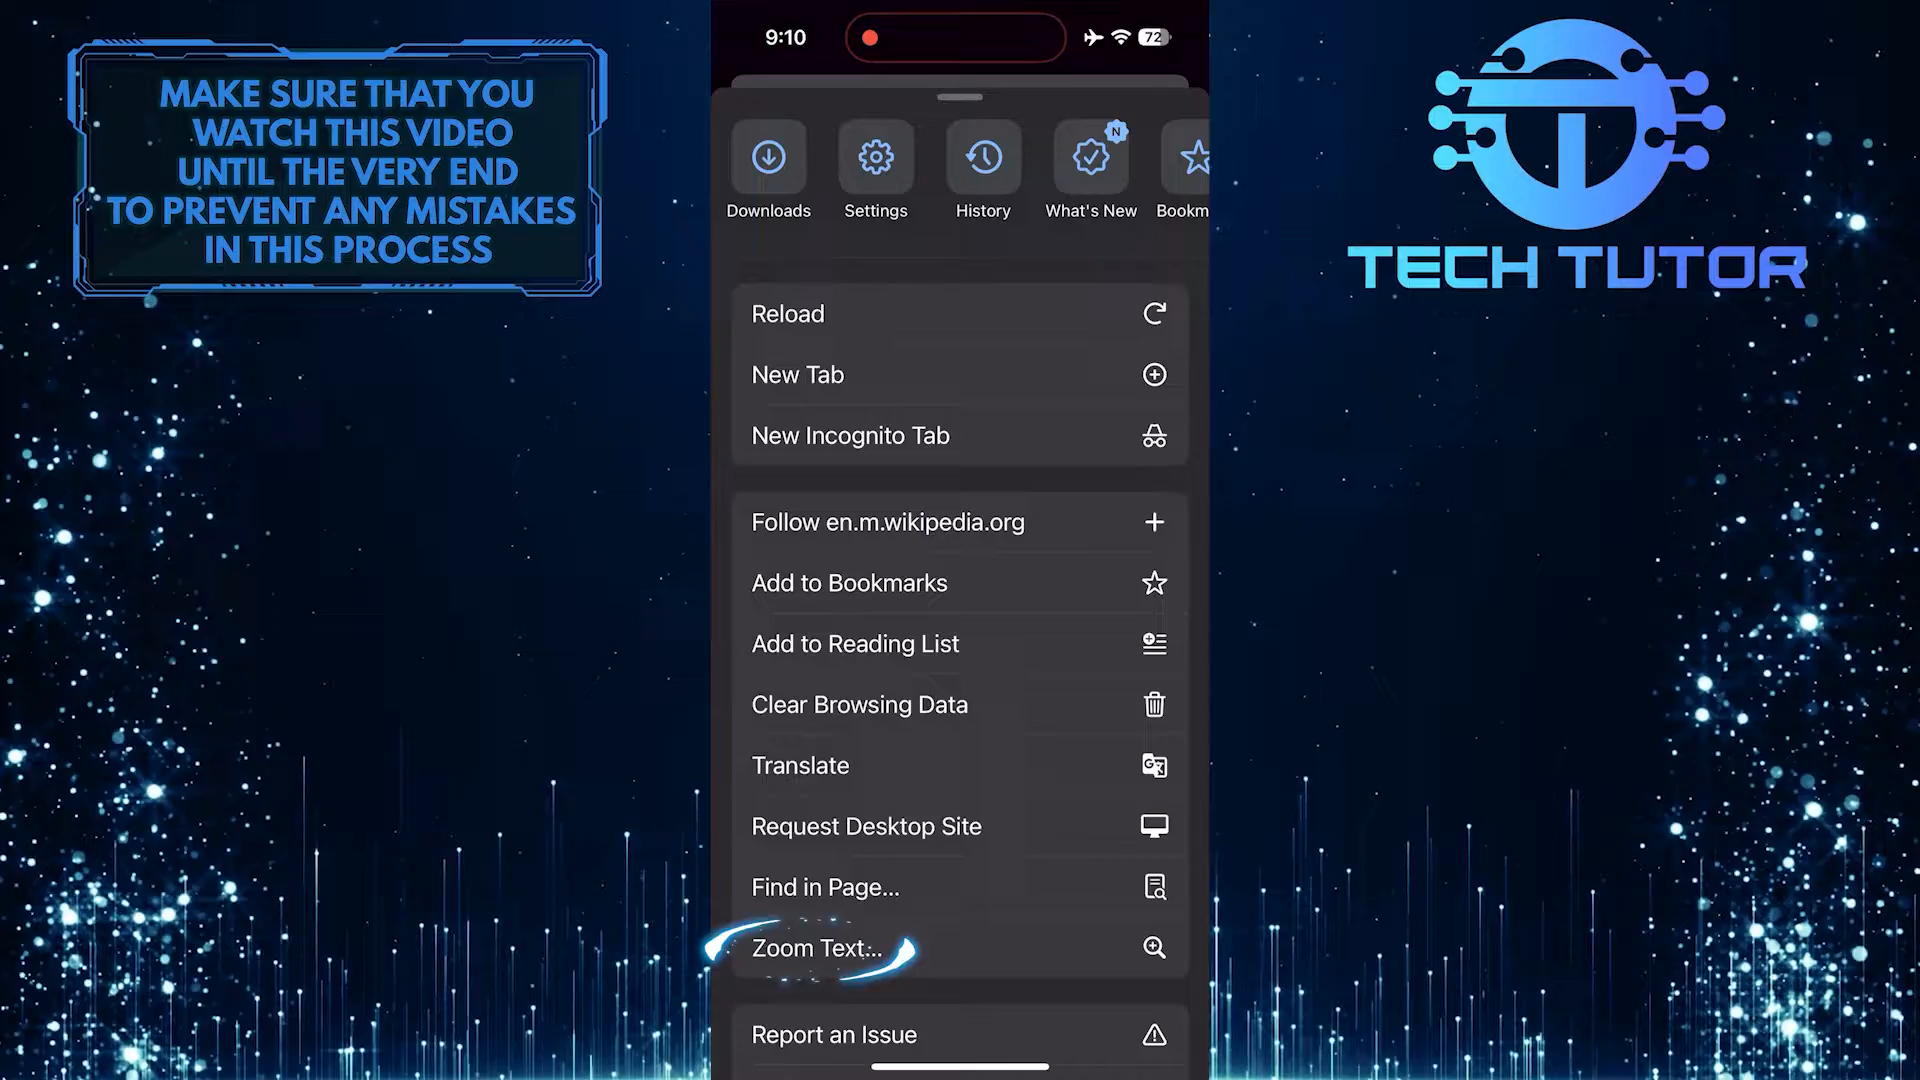 MAKE SURE THAT YOU
WATCH THIS VIDEO
UNTIL THE VERY END
TO PREVENT ANY MISTAKES
IN THIS PROCESS
9:10
72
TECH TUTOR
N
Downloads
Settings
History
What's New
Bookm
Reload
New Tab
New Incognito Tab
Follow en.m.wikipedia.org
Add to Bookmarks
Add to Reading List
Clear Browsing Data
Translate
Request Desktop Site
Find in Page...
Zoom Text...
Report an Issue